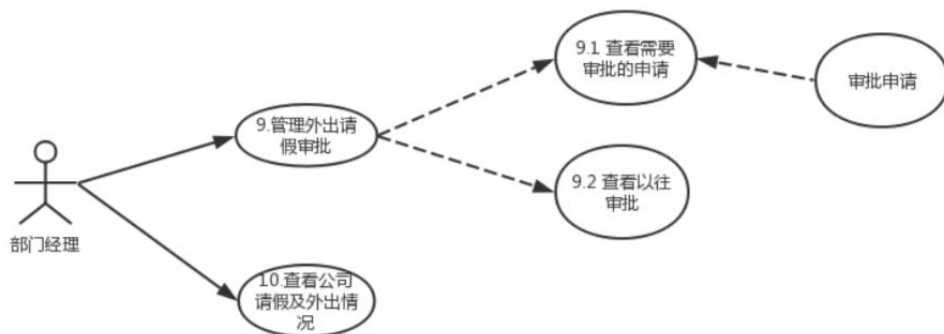 9.1 查看需要
审批的申请
审批申请
9.管理外出请
假审批
9.2 查看以往
审批
部门经理
10.查看公司
请假及外出情
况